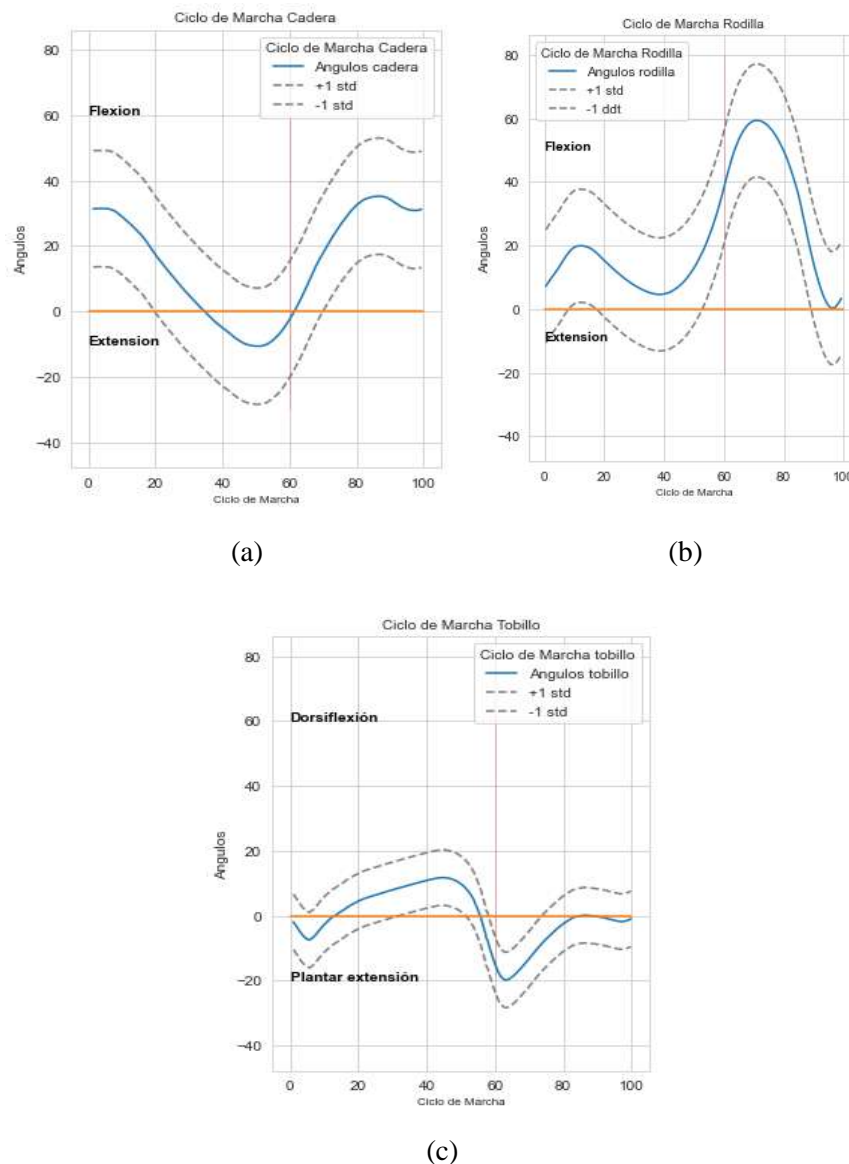 Ciclo de Marcha Cadera
80
60
40
20
0
−20
−40
0 20 40 60 80 100
Angulos
Ciclo de Marcha
Ciclo de Marcha Cadera
Angulos cadera
+1 std
-1 std
Flexion
Extension
(a)
Ciclo de Marcha Rodilla
80
60
40
20
0
−20
−40
0 20 40 60 80 100
Angulos
Ciclo de Marcha
Ciclo de Marcha Rodilla
Angulos rodilla
+1 std
-1 ddt
Flexion
Extension
(b)
Ciclo de Marcha Tobillo
80
60
40
20
0
−20
−40
0 20 40 60 80 100
Angulos
Ciclo de Marcha
Ciclo de Marcha tobillo
Angulos tobillo
+1 std
-1 std
Dorsiflexión
Plantar extensión
(c)